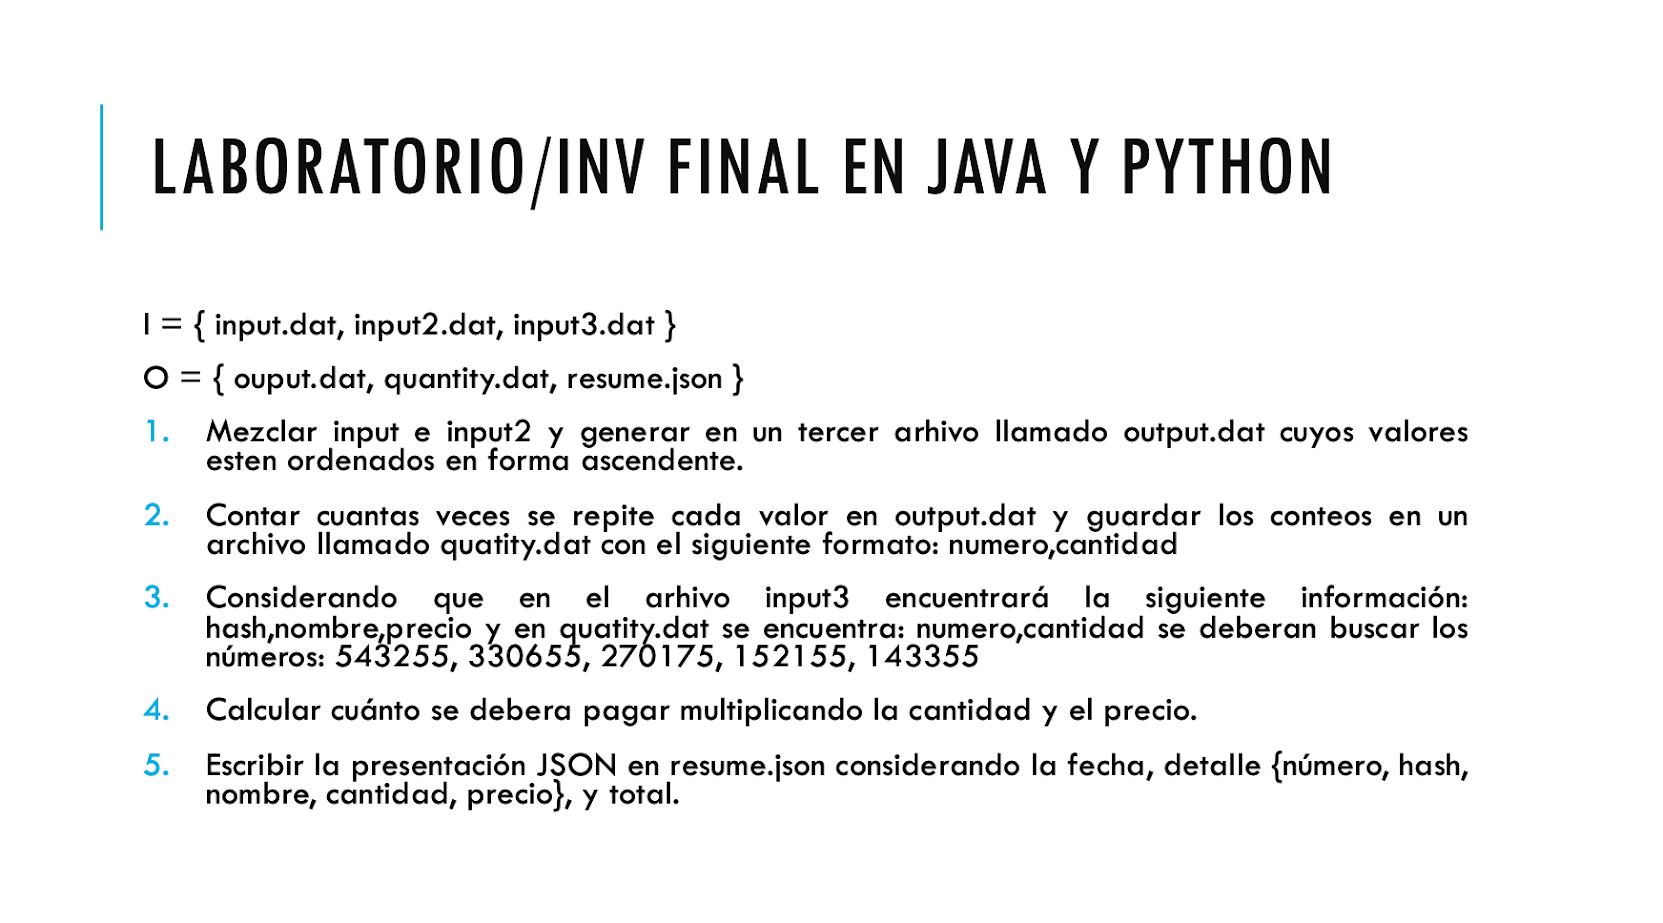 LABORATORIO/INV FINAL EN JAVA Y PYTHON
I = { input.dat, input2.dat, input3.dat }
O = { ouput.dat, quantity.dat, resume.json }
1. Mezclar input e input2 y generar en un tercer arhivo llamado output.dat cuyos valores
esten ordenados en forma ascendente.
2. Contar cuantas veces se repite cada valor en output.dat y guardar los conteos en un
archivo llamado quatity.dat con el siguiente formato: numero,cantidad
3. Considerando que en el arhivo input3 encuentrará la siguiente información:
hash,nombre,precio y en quatity.dat se encuentra: numero,cantidad se deberan buscar los
números: 543255, 330655, 270175, 152155, 143355
4. Calcular cuánto se debera pagar multiplicando la cantidad y el precio.
5. Escribir la presentación JSON en resume.json considerando la fecha, detalle {número, hash,
nombre, cantidad, precio}, y total.